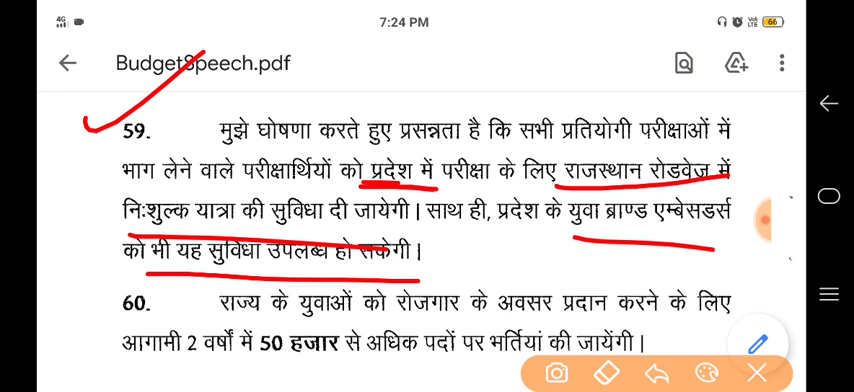 4G 7:24 PM Vo) LTE 66
BudgetSpeech.pdf
59. मुझे घोषणा करते हुए प्रसन्नता है कि सभी प्रतियोगी परीक्षाओं में
भाग लेने वाले परीक्षार्थियों को प्रदेश में परीक्षा के लिए राजस्थान रोडवेज में
निःशुल्क यात्रा की सुविधा दी जायेगी। साथ ही, प्रदेश के युवा ब्राण्ड एम्बेसडर्स
को भी यह सुविधा उपलब्ध हो सकेगी।
60. राज्य के युवाओं को रोजगार के अवसर प्रदान करने के लिए
आगामी 2 वर्षों में 50 हजार से अधिक पदों पर भर्तियां की जायेंगी।